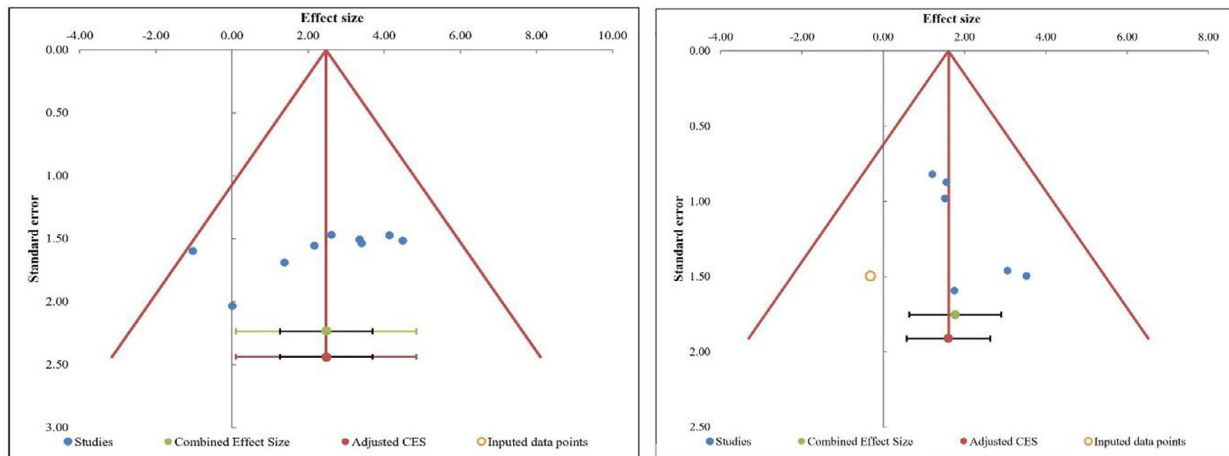 Effect size
-4.00 -2.00 0.00 2.00 4.00 6.00 8.00 10.00
0.00
0.50
1.00
1.50
2.00
2.50
3.00
Standard error
Studies Combined Effect Size Adjusted CES Inputed data points
Effect size
-4.00 -2.00 0.00 2.00 4.00 6.00 8.00
0.00
0.50
1.00
1.50
2.00
2.50
Standard error
Studies Combined Effect Size Adjusted CES Inputed data points